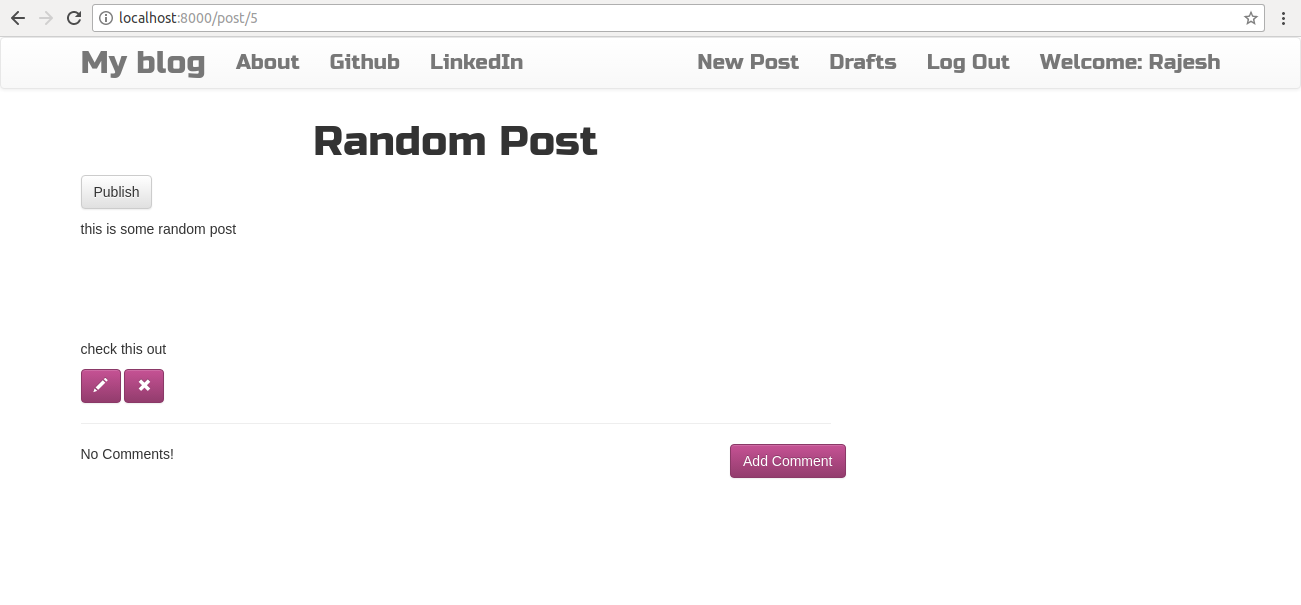 localhost:8000/post/5
My blog About Github LinkedIn New Post Drafts Log Out Welcome: Rajesh
Random Post
Publish
this is some random post
check this out
No Comments! Add Comment